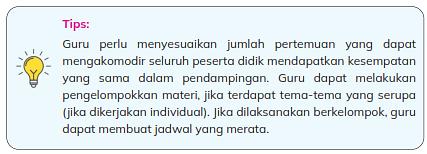 Tips:
Guru perlu menyesuaikan jumlah pertemuan yang dapat
mengakomodir seluruh peserta didik mendapatkan kesempatan
yang sama dalam pendampingan. Guru dapat melakukan
pengelompokkan materi, jika terdapat tema-tema yang serupa
(jika dikerjakan individual). Jika dilaksanakan berkelompok, guru
dapat membuat jadwal yang merata.